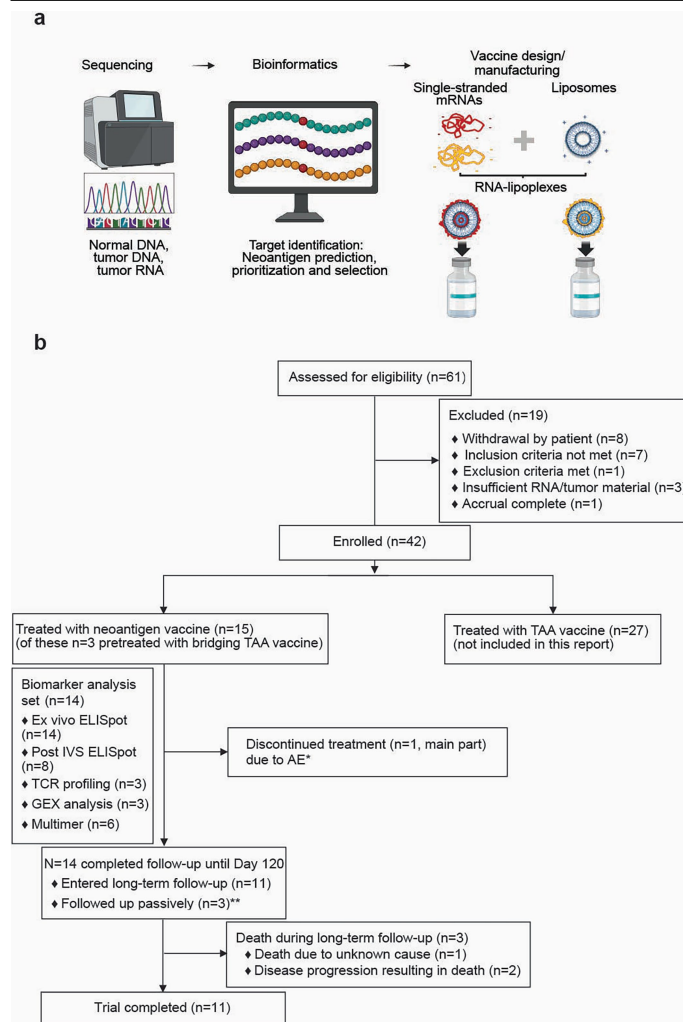 a
Sequencing
Bioinformatics
Vaccine design/
manufacturing
Single-stranded
mRNAs
Liposomes
RNA-lipoplexes
Normal DNA,
tumor DNA,
tumor RNA
Target identification:
Neoantigen prediction,
prioritization and selection
b
Assessed for eligibility (n=61)
Excluded (n=19)
♦ Withdrawal by patient (n=8)
♦ Inclusion criteria not met (n=7)
♦ Exclusion criteria met (n=1)
♦ Insufficient RNA/tumor material (n=3
♦ Accrual complete (n=1)
Enrolled (n=42)
Treated with neoantigen vaccine (n=15)
(of these n=3 pretreated with bridging TAA vaccine)
Treated with TAA vaccine (n=27)
(not included in this report)
Biomarker analysis
set (n=14)
♦ Ex vivo ELISpot
(n=14)
♦ Post IVS ELISpot
(n=8)
♦ TCR profiling (n=3)
♦ GEX analysis (n=3)
♦ Multimer (n=6)
Discontinued treatment (n=1, main part)
due to AE*
N=14 completed follow-up until Day 120
♦ Entered long-term follow-up (n=11)
♦ Followed up passively (n=3)**
Death during long-term follow-up (n=3)
♦ Death due to unknown cause (n=1)
♦ Disease progression resulting in death (n=2)
Trial completed (n=11)